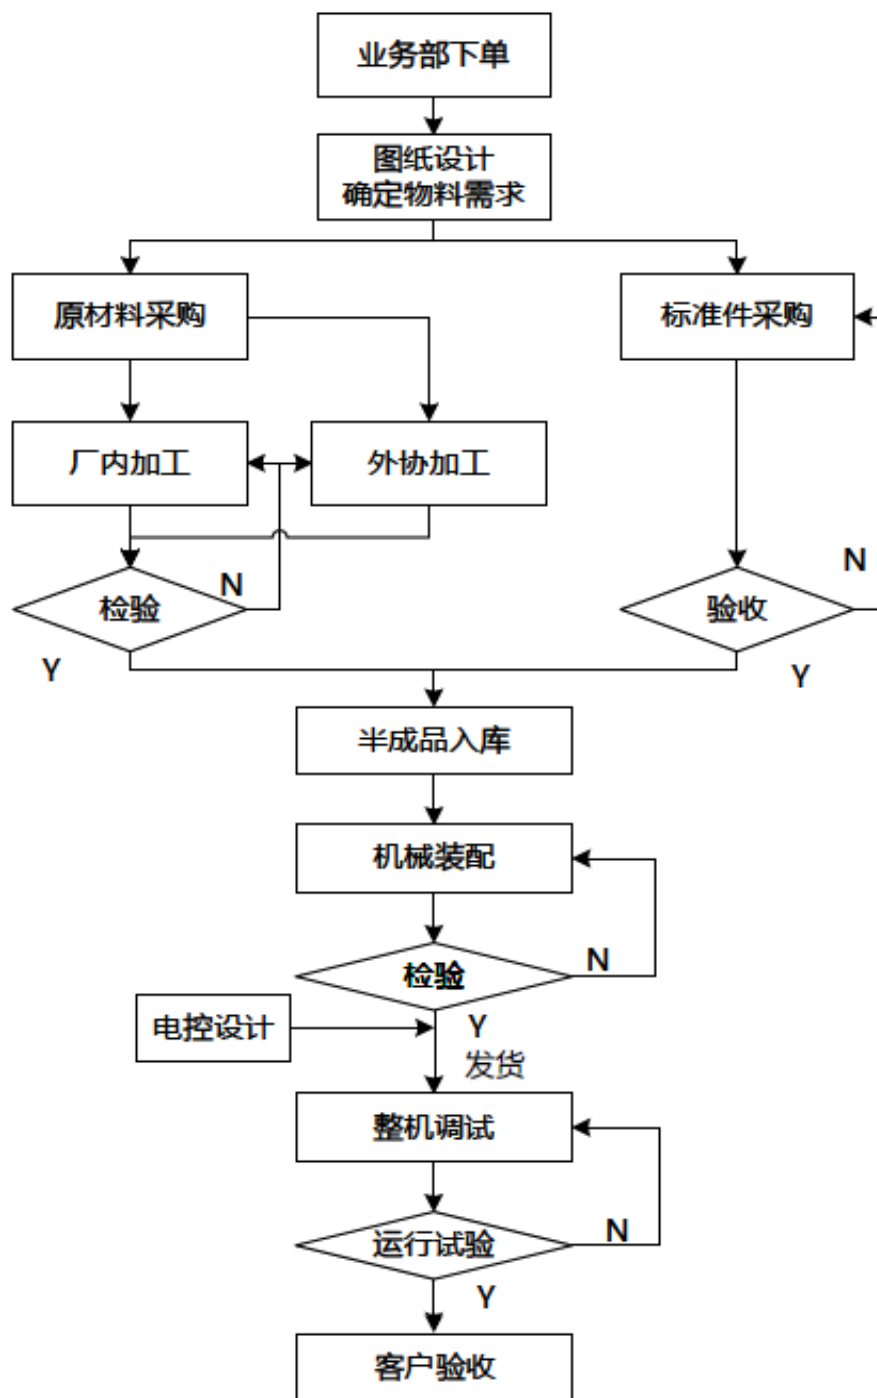 业务部下单
图纸设计
确定物料需求
原材料采购
标准件采购
厂内加工
外协加工
检验
N
验收
N
Y
Y
半成品入库
机械装配
检验
N
电控设计
Y
发货
整机调试
运行试验
N
Y
客户验收